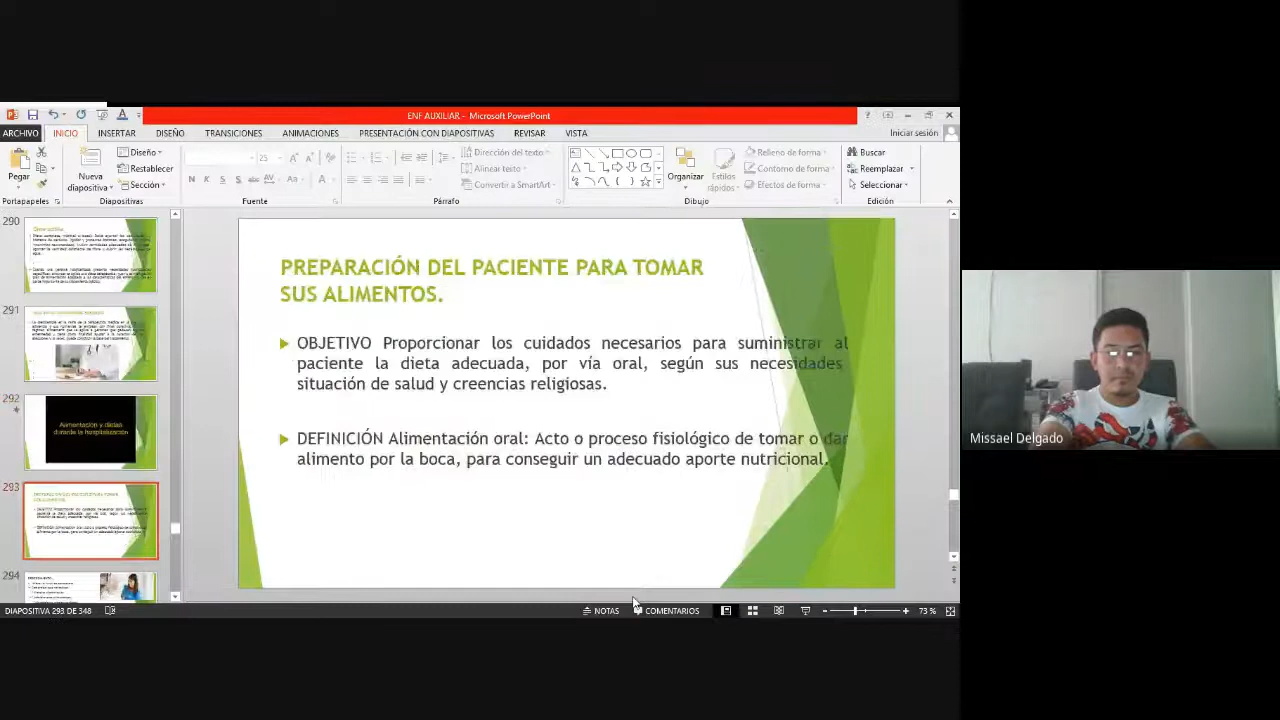 ENF AUXILIAR - Microsoft PowerPoint
ARCHIVO INICIO INSERTAR DISEÑO TRANSICIONES ANIMACIONES PRESENTACIÓN CON DIAPOSITIVAS REVISAR VISTA Iniciar sesión
Pegar
Nueva diapositiva
Diseño
Restablecer
Sección
25
Dirección del texto
Alinear texto
Convertir a SmartArt
Organizar
Estilos rápidos
Relleno de forma
Contorno de forma
Efectos de forma
Buscar
Reemplazar
Seleccionar
Portapapeles Diapositivas Fuente Párrafo Dibujo Edición
290
291
292
Alimentación y dietas
durante la hospitalización
293
294
PREPARACIÓN DEL PACIENTE PARA TOMAR
SUS ALIMENTOS.
OBJETIVO Proporcionar los cuidados necesarios para suministrar al
paciente la dieta adecuada, por vía oral, según sus necesidades
situación de salud y creencias religiosas.
DEFINICIÓN Alimentación oral: Acto o proceso fisiológico de tomar o dar
alimento por la boca, para conseguir un adecuado aporte nutricional.
Missael Delgado
DIAPOSITIVA 293 DE 348 NOTAS COMENTARIOS 73 %